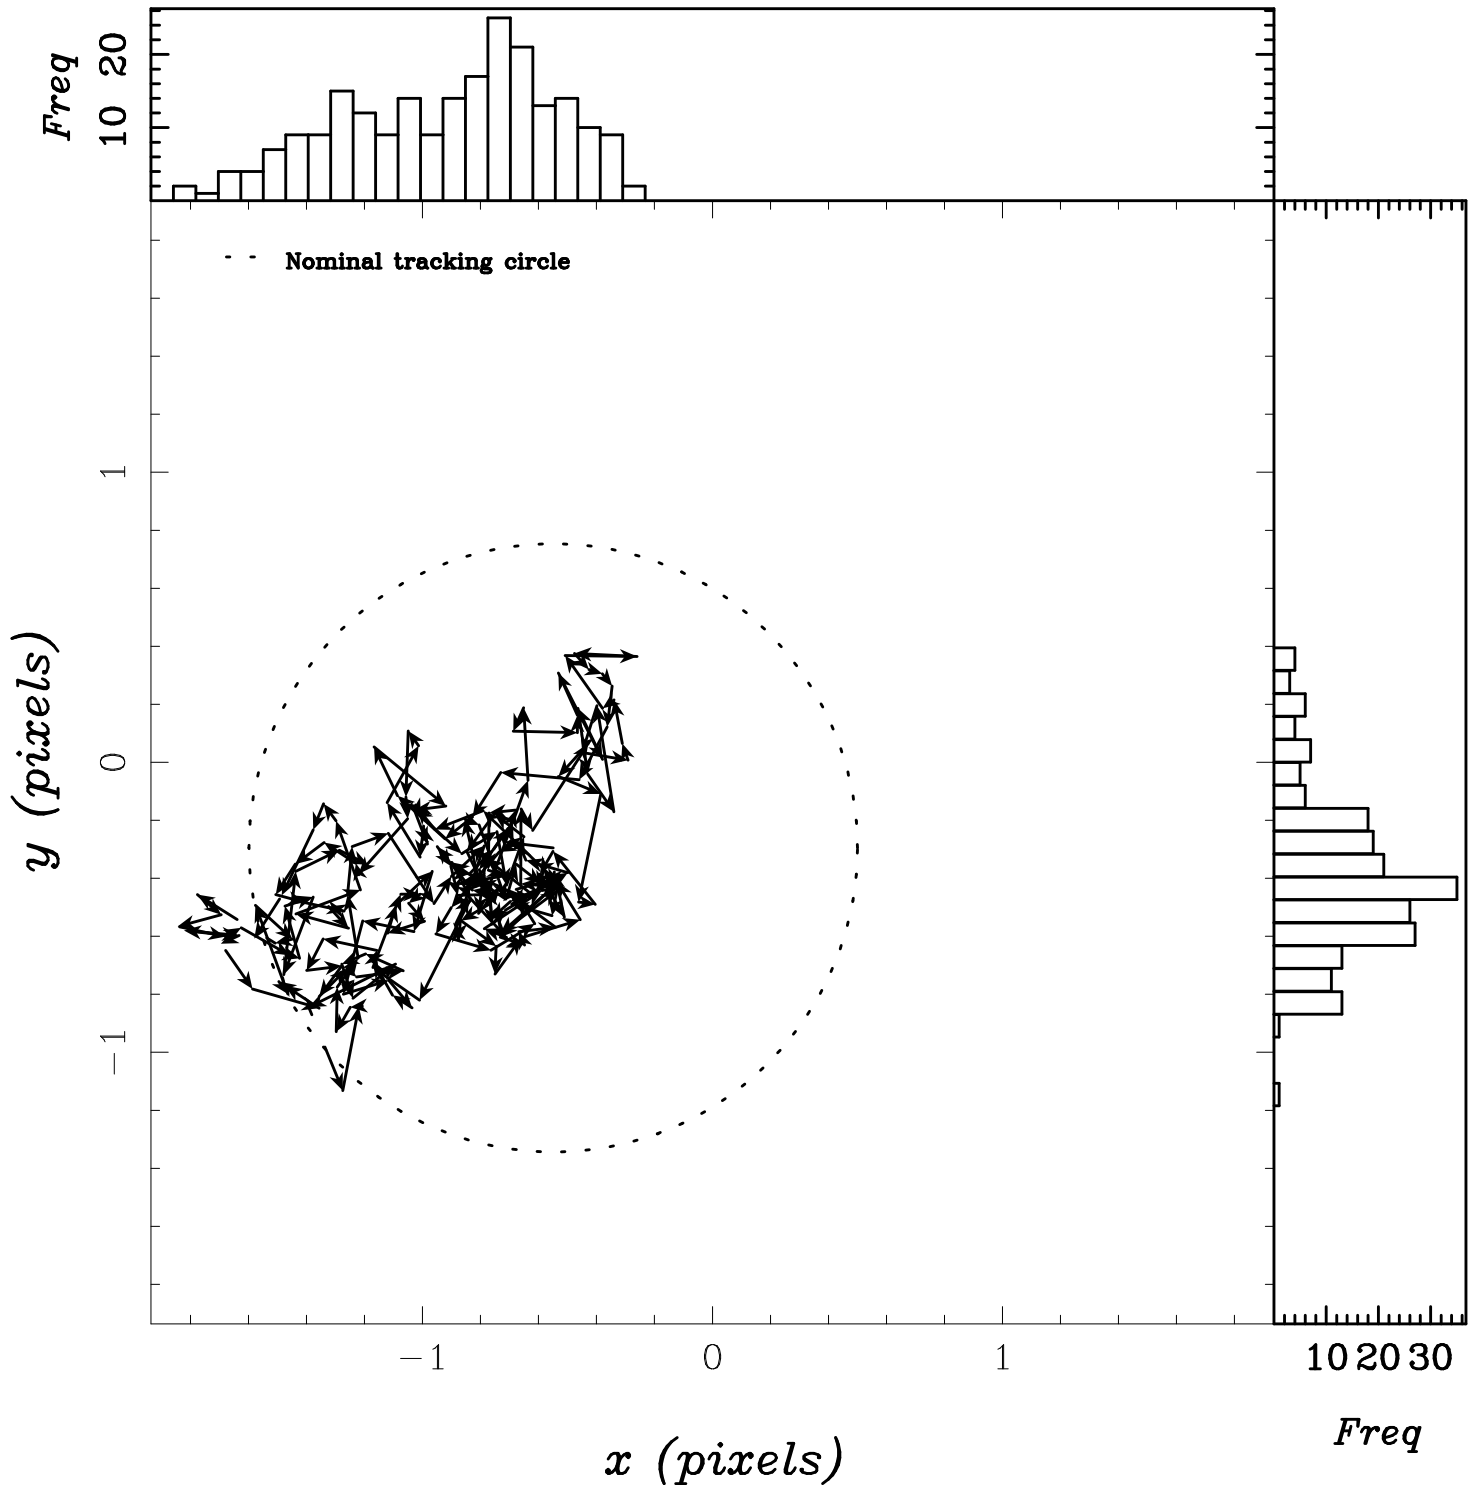 Freq
10 20
Nominal tracking circle
y (pixels)
1
0
−1
−1 0 1
10 20 30
x (pixels)
Freq